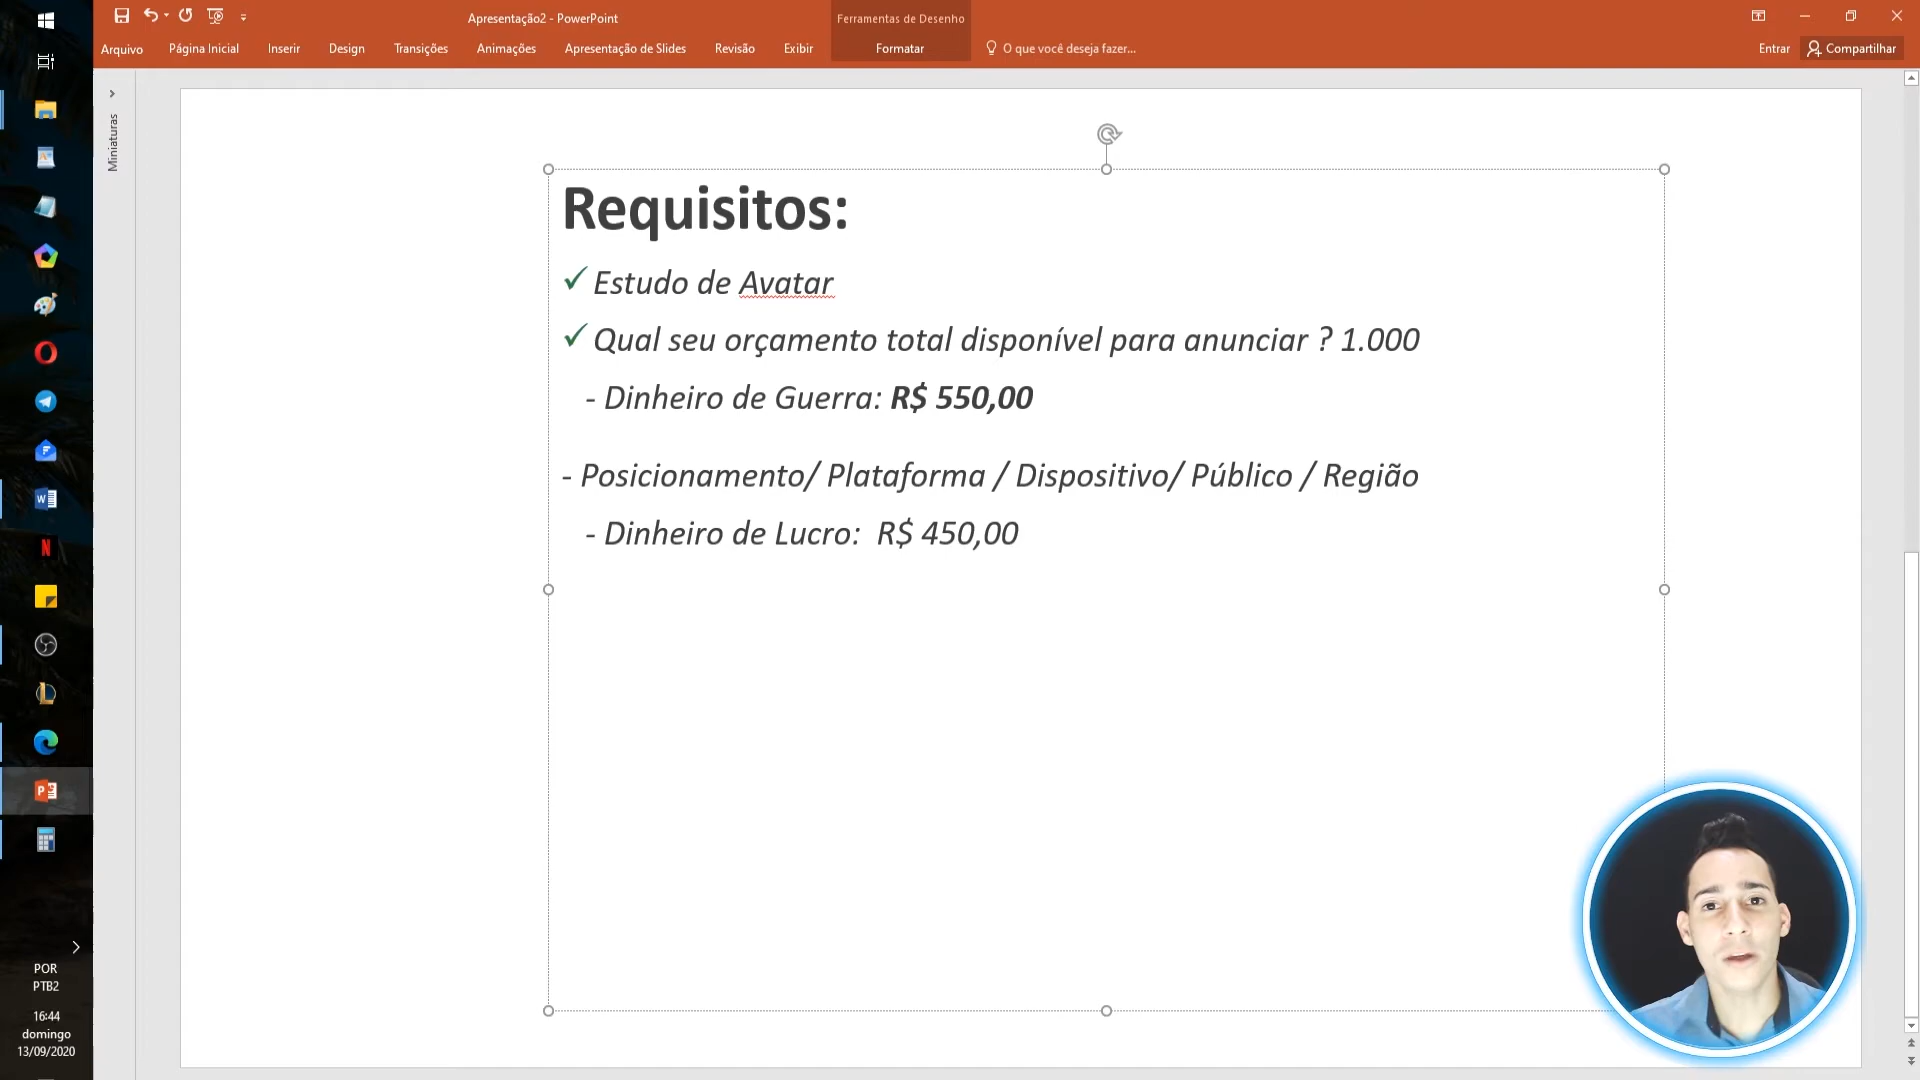 Apresentação2 - PowerPoint
Ferramentas de Desenho
Arquivo
Página Inicial
Inserir
Design
Transições
Animações
Apresentação de Slides
Revisão
Exibir
Formatar
O que você deseja fazer...
Entrar
Compartilhar
Miniaturas
Requisitos:
✓ Estudo de Avatar
✓ Qual seu orçamento total disponível para anunciar ? 1.000
- Dinheiro de Guerra: R$ 550,00
- Posicionamento/ Plataforma / Dispositivo/ Público / Região
- Dinheiro de Lucro: R$ 450,00
POR
PTB2
16:44
domingo
13/09/2020